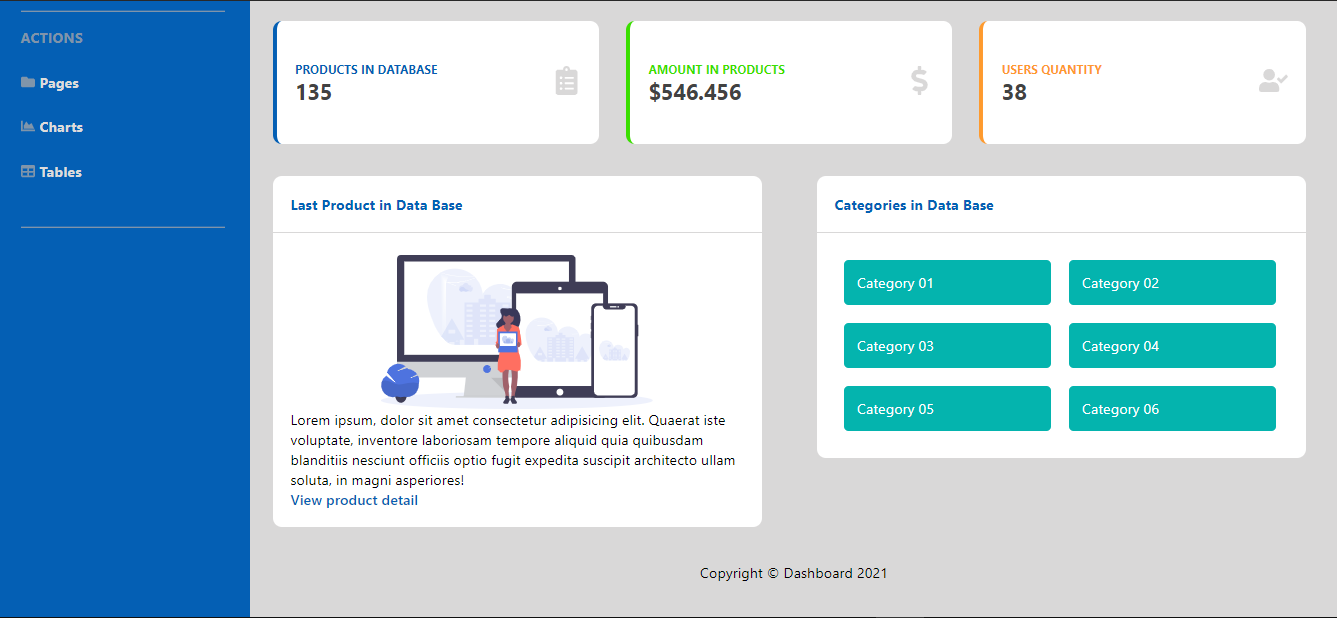 ACTIONS
Pages
Charts
Tables
PRODUCTS IN DATABASE
135
AMOUNT IN PRODUCTS
$546.456
USERS QUANTITY
38
Last Product in Data Base
Lorem ipsum, dolor sit amet consectetur adipisicing elit. Quaerat iste
voluptate, inventore laboriosam tempore aliquid quia quibusdam
blanditiis nesciunt officiis optio fugit expedita suscipit architecto ullam
soluta, in magni asperiores!
View product detail
Categories in Data Base
Category 01
Category 02
Category 03
Category 04
Category 05
Category 06
Copyright © Dashboard 2021